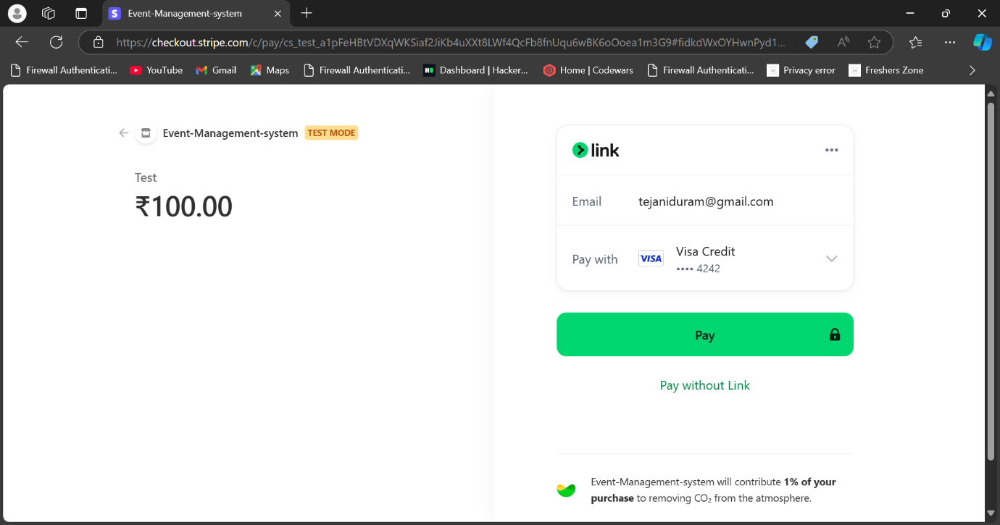 S Event-Management-system
https://checkout.stripe.com/c/pay/cs_test_a1pFeHBtVDXqWKSiaf2JiKb4uXXt8LWf4QcFb8fnUqu6wBK6oOoea1m3G9#fidkdWxOYHwnPyd1...
Firewall Authenticati... YouTube Gmail Maps Firewall Authenticati... Dashboard | Hacker... Home | Codewars Firewall Authenticati... Privacy error Freshers Zone
Event-Management-system TEST MODE
Test
₹100.00
link
Email tejaniduram@gmail.com
Pay with VISA Visa Credit
•••• 4242
Pay
Pay without Link
Event-Management-system will contribute 1% of your
purchase to removing CO₂ from the atmosphere.